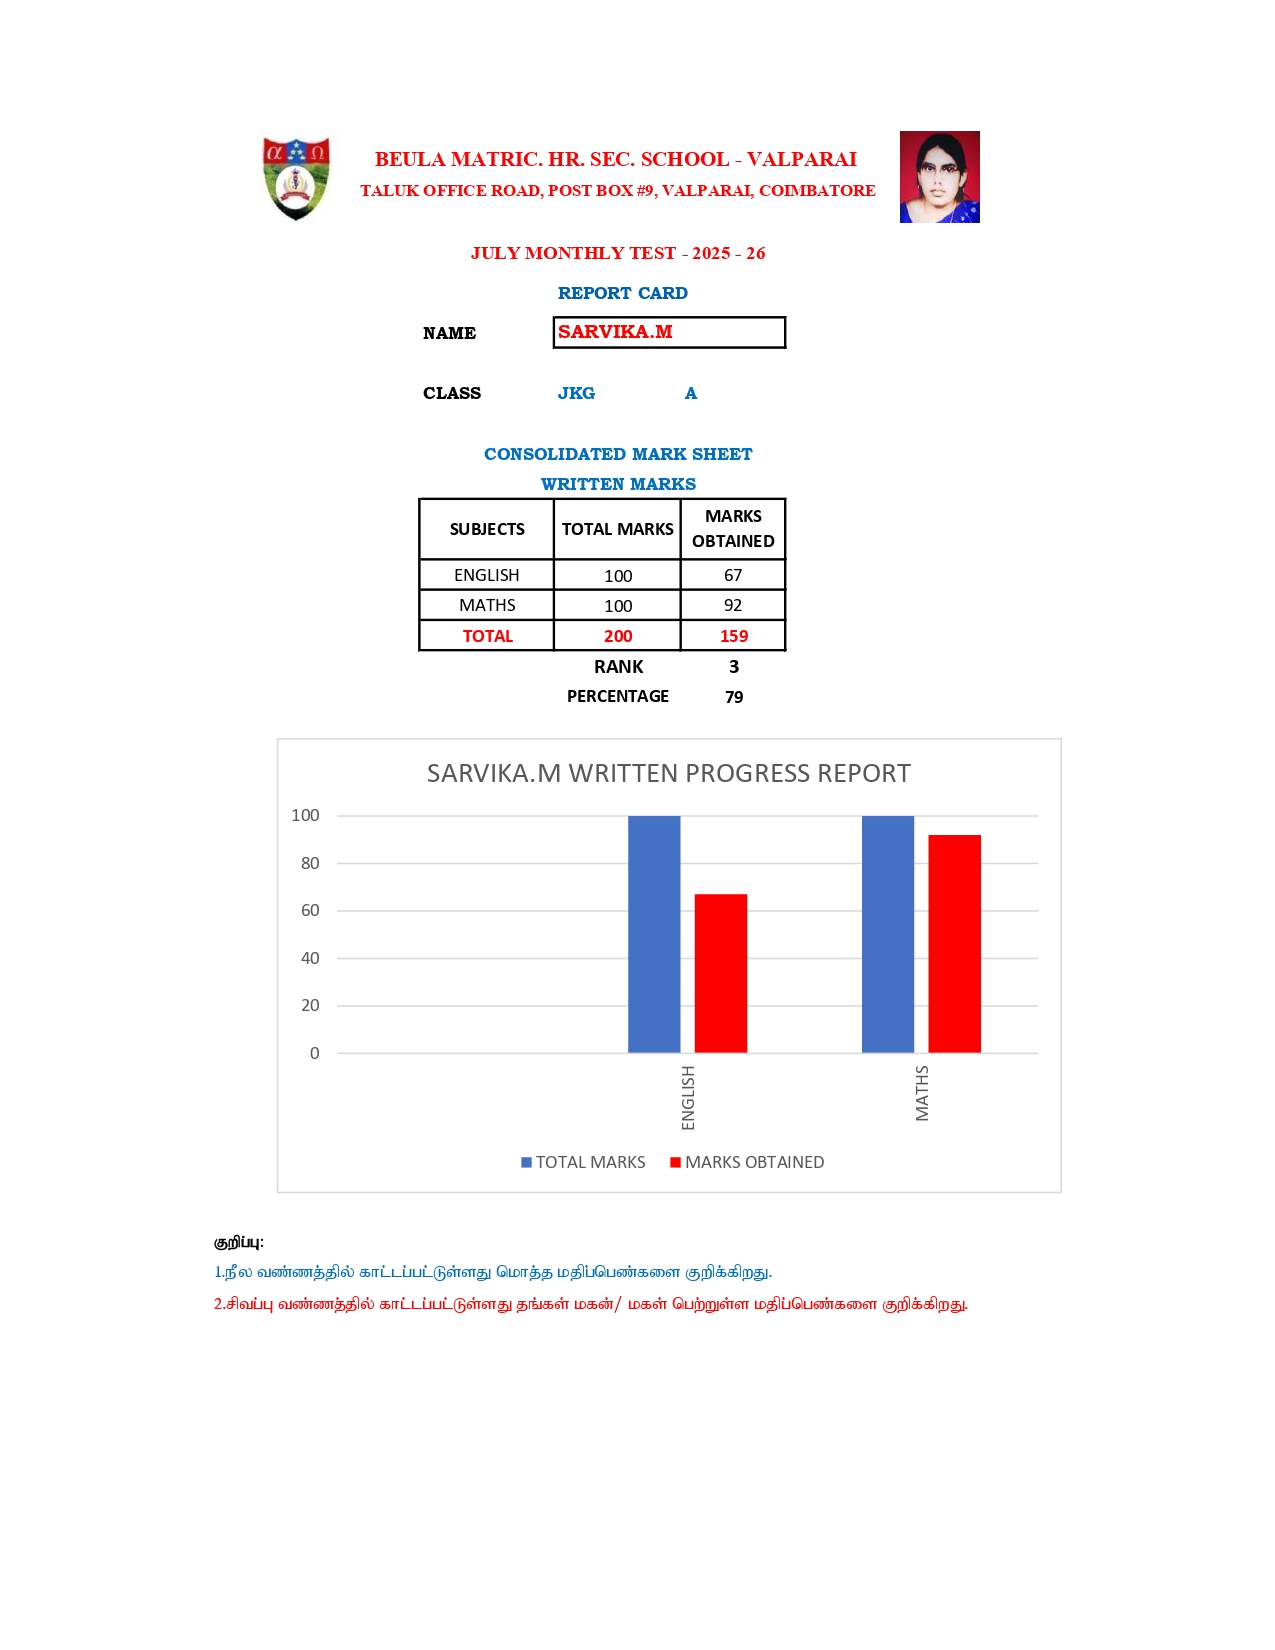 α Ω
BEULA MATRIC. HR. SEC. SCHOOL - VALPARAI
TALUK OFFICE ROAD, POST BOX #9, VALPARAI, COIMBATORE
JULY MONTHLY TEST - 2025 - 26
REPORT CARD
NAME SARVIKA.M
CLASS JKG A
CONSOLIDATED MARK SHEET
WRITTEN MARKS
SUBJECTS TOTAL MARKS MARKS OBTAINED
ENGLISH 100 67
MATHS 100 92
TOTAL 200 159
RANK 3
PERCENTAGE 79
SARVIKA.M WRITTEN PROGRESS REPORT
100
80
60
40
20
0
ENGLISH MATHS
TOTAL MARKS MARKS OBTAINED
குறிப்பு:
1.நீல வண்ணத்தில் காட்டப்பட்டுள்ளது மொத்த மதிப்பெண்களை குறிக்கிறது.
2.சிவப்பு வண்ணத்தில் காட்டப்பட்டுள்ளது தங்கள் மகன்/ மகள் பெற்றுள்ள மதிப்பெண்களை குறிக்கிறது.